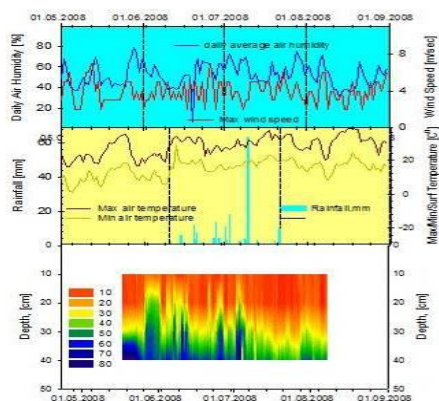 01.05.2008 01.06.2008 01.07.2008 01.08.2008 01.09.2008
Daily Air Humidity [%]
80
60
40
20
daily average air humidity
Max wind speed
8
4
0
Wind Speed [m/sec]
Rainfall [mm]
60
40
20
0
Max air temperature
Min air temperature
Rainfall,mm
20
0
Max/Min/Surf Temperature [C°]
Depth, [cm]
0
10
20
30
40
50
10
20
30
40
50
60
70
80
0
10
20
30
40
50
Depth, [cm]
01.05.2008 01.06.2008 01.07.2008 01.08.2008 01.09.2008